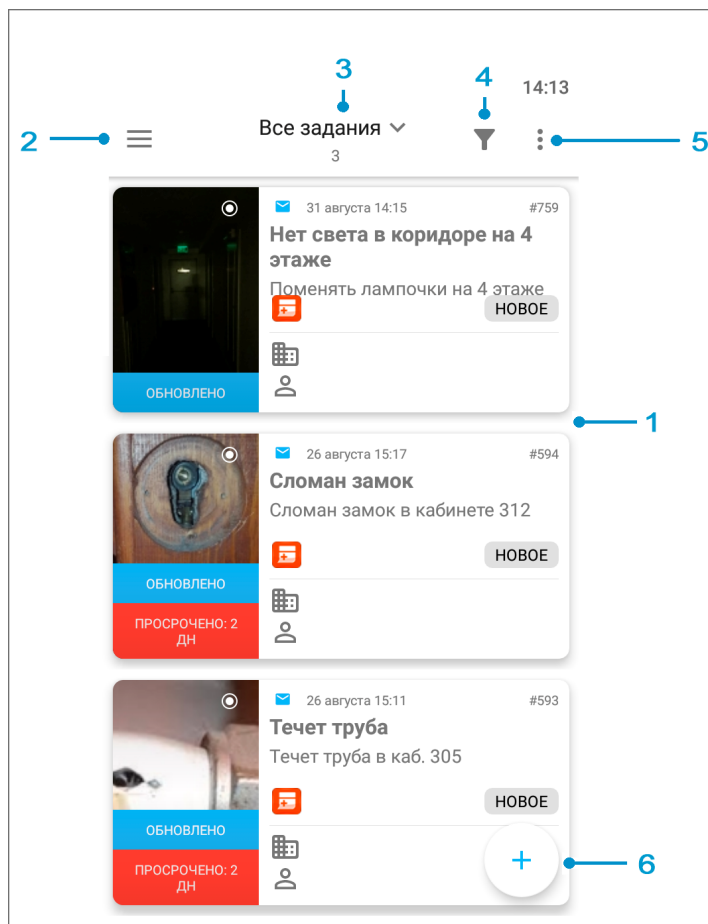 3
4
14:13
2
Все задания
5
3
31 августа 14:15
#759
Нет света в коридоре на 4
этаже
Поменять лампочки на 4 этаже
НОВОЕ
ОБНОВЛЕНО
1
26 августа 15:17
#594
Сломан замок
Сломан замок в кабинете 312
НОВОЕ
ОБНОВЛЕНО
ПРОСРОЧЕНО: 2
ДН
26 августа 15:11
#593
Течет труба
Течет труба в каб. 305
НОВОЕ
ОБНОВЛЕНО
ПРОСРОЧЕНО: 2
ДН
+
6